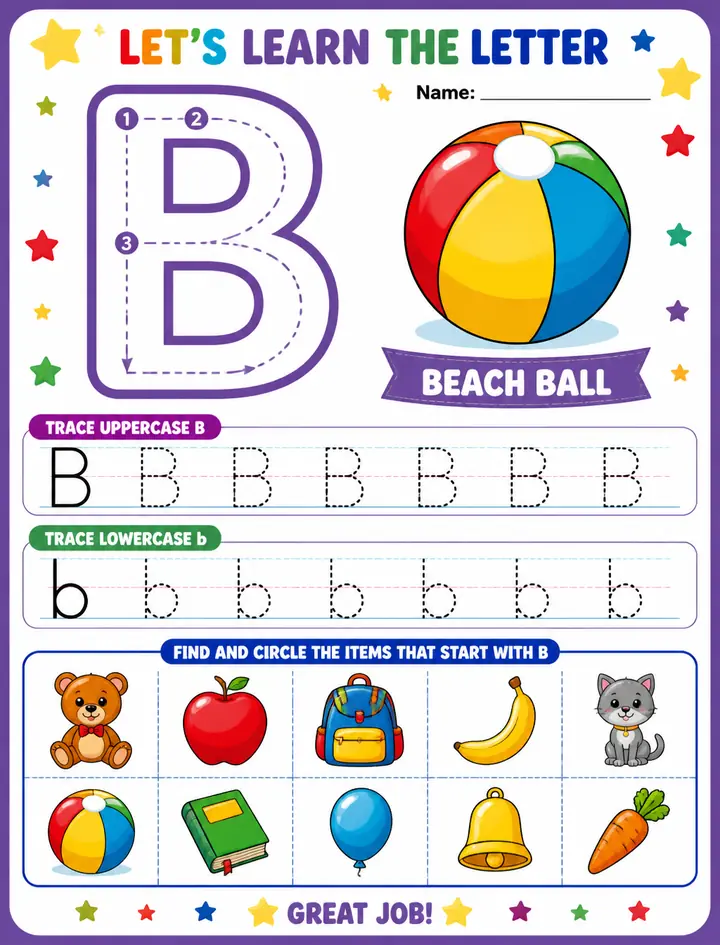 LET'S LEARN THE LETTER
Name:
1 2
3
BEACH BALL
TRACE UPPERCASE B
B B B B B B B
TRACE LOWERCASE b
b b b b b b b
FIND AND CIRCLE THE ITEMS THAT START WITH B
GREAT JOB!